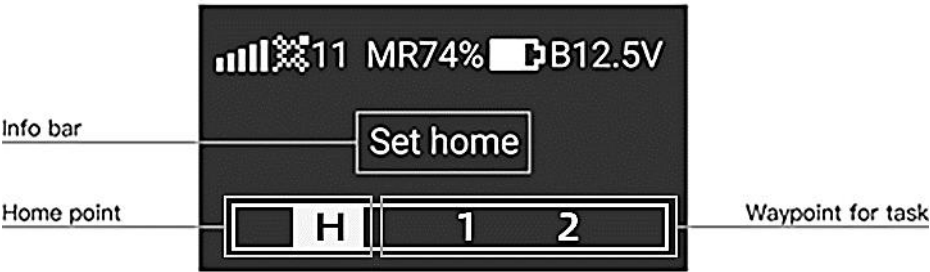 11 MR74% B12.5V
Info bar
Set home
Home point
H 1 2
Waypoint for task